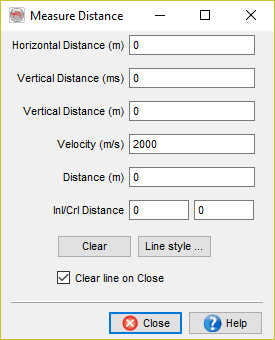 Measure Distance
Horizontal Distance (m) 0
Vertical Distance (ms) 0
Vertical Distance (m) 0
Velocity (m/s) 2000
Distance (m) 0
Inl/Crl Distance 0 0
Clear Line style ...
Clear line on Close
Close Help